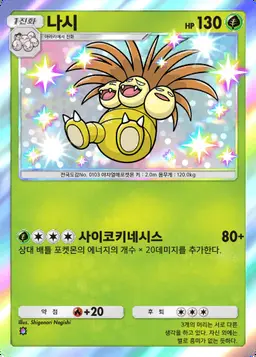 1진화
나시
HP 130
아라리에서 진화
전국도감No. 0103 야자열매포켓몬 키 : 2.0m 몸무게 : 120.0kg
사이코키네시스 80+
상대 배틀 포켓몬의 에너지의 개수 × 20데미지를 추가한다.
약점 +20 후퇴
Illus. Shigenori Negishi
3개의 머리는 서로 다른
생각을 하고 있다. 자신 외에는
별로 흥미가 없는 듯하다.